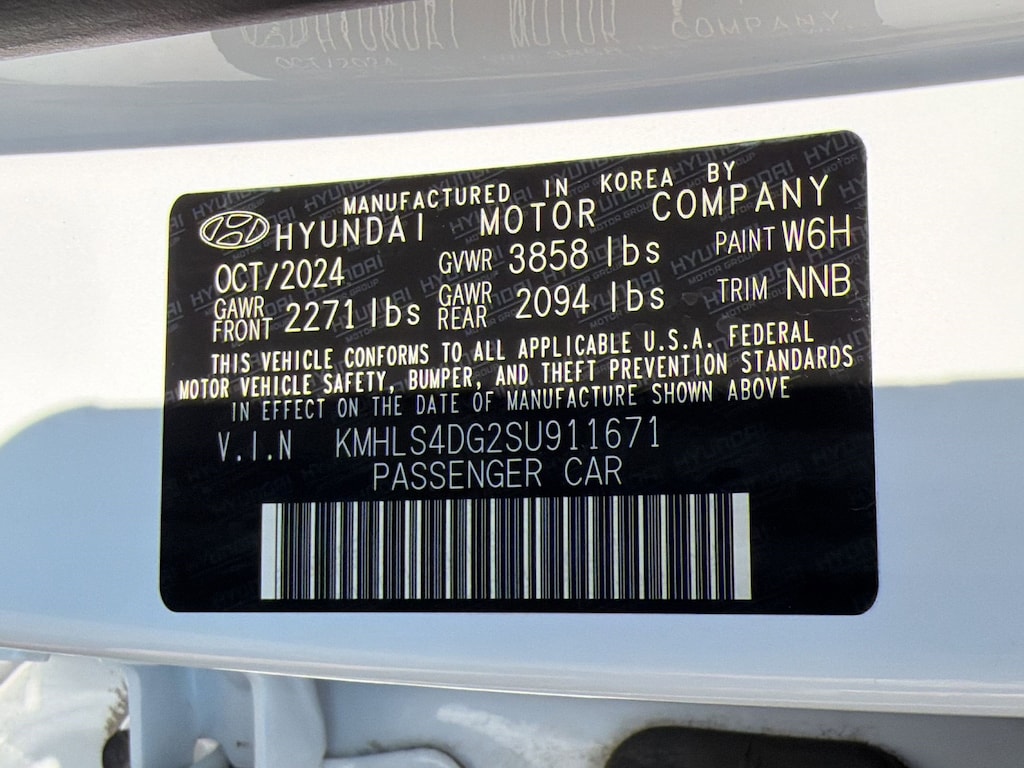 MANUFACTURED IN KOREA BY
HYUNDAI MOTOR COMPANY
OCT/2024 GVWR 3858 lbs PAINT W6H
GAWR FRONT 2271 lbs GAWR REAR 2094 lbs TRIM NNB
THIS VEHICLE CONFORMS TO ALL APPLICABLE U.S.A. FEDERAL
MOTOR VEHICLE SAFETY, BUMPER, AND THEFT PREVENTION STANDARDS
IN EFFECT ON THE DATE OF MANUFACTURE SHOWN ABOVE
V.I.N KMHLS4DG2SU911671
PASSENGER CAR